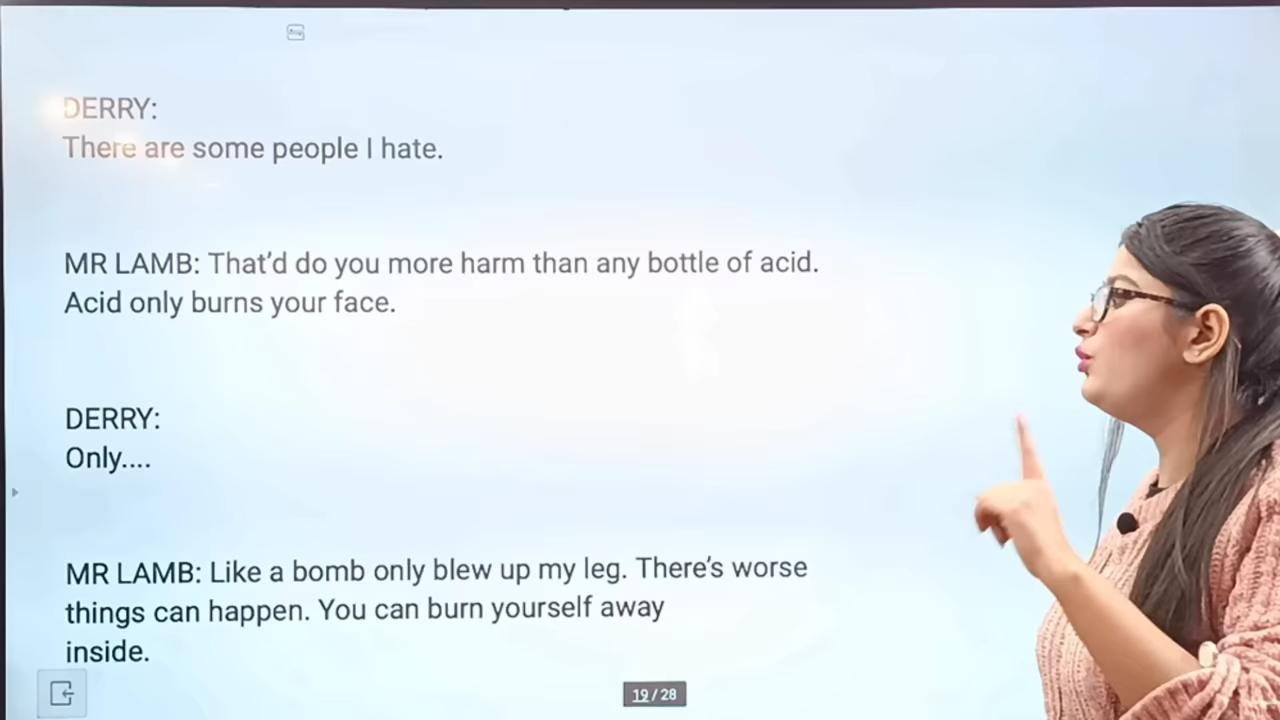 DERRY:
There are some people I hate.
MR LAMB: That'd do you more harm than any bottle of acid.
Acid only burns your face.
DERRY:
Only....
MR LAMB: Like a bomb only blew up my leg. There's worse
things can happen. You can burn yourself away
inside.
19 / 28